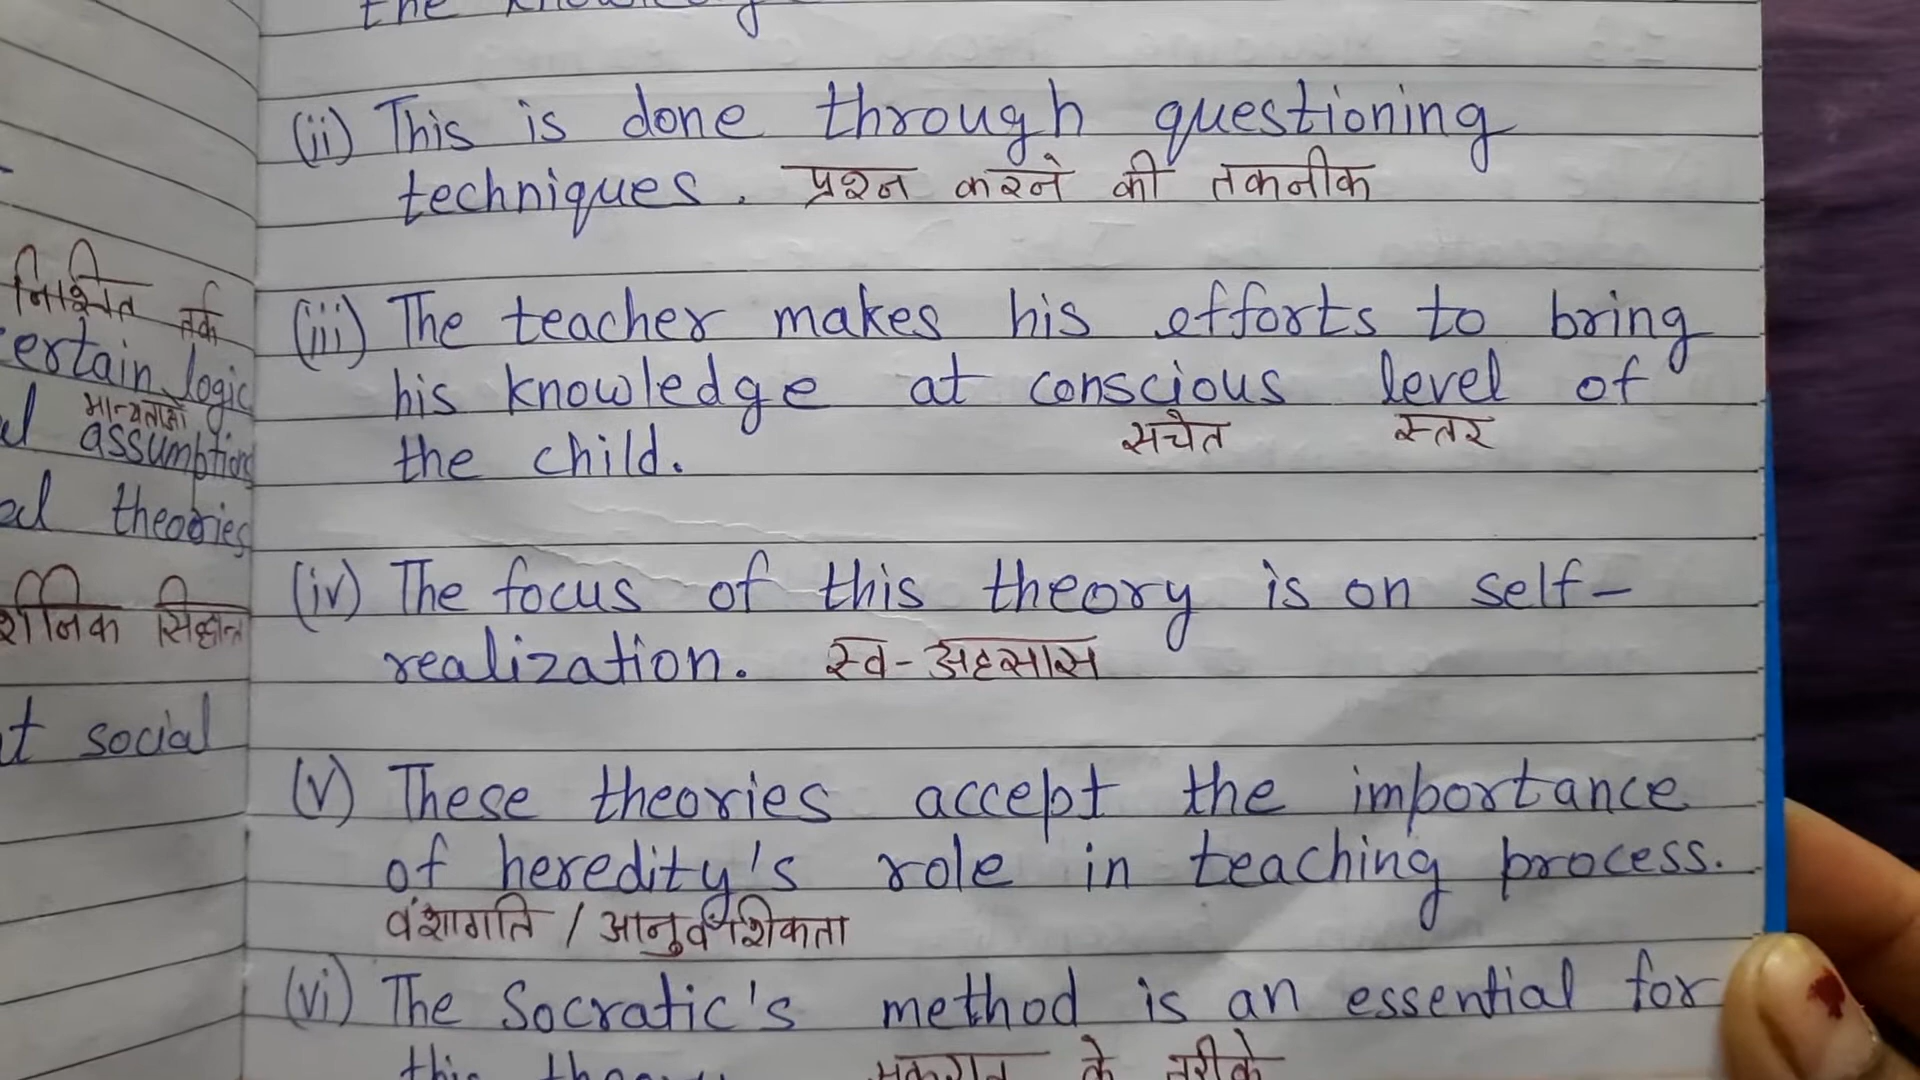 निश्चित तर्क
ertain logic
मान्यताओं
assumptions
al theories
सिद्धान्त
t social
(ii) This is done through questioning
techniques. प्रश्न करने की तकनीक
(iii) The teacher makes his efforts to bring
his knowledge at conscious level of
सचेत स्तर
the child.
(iv) The focus of this theory is on self-
realization. स्व-अहसास
(v) These theories accept the importance
of heredity's role in teaching process.
वंशागति / आनुवंशिकता
(vi) The Socratic's method is an essential for
के तरीके